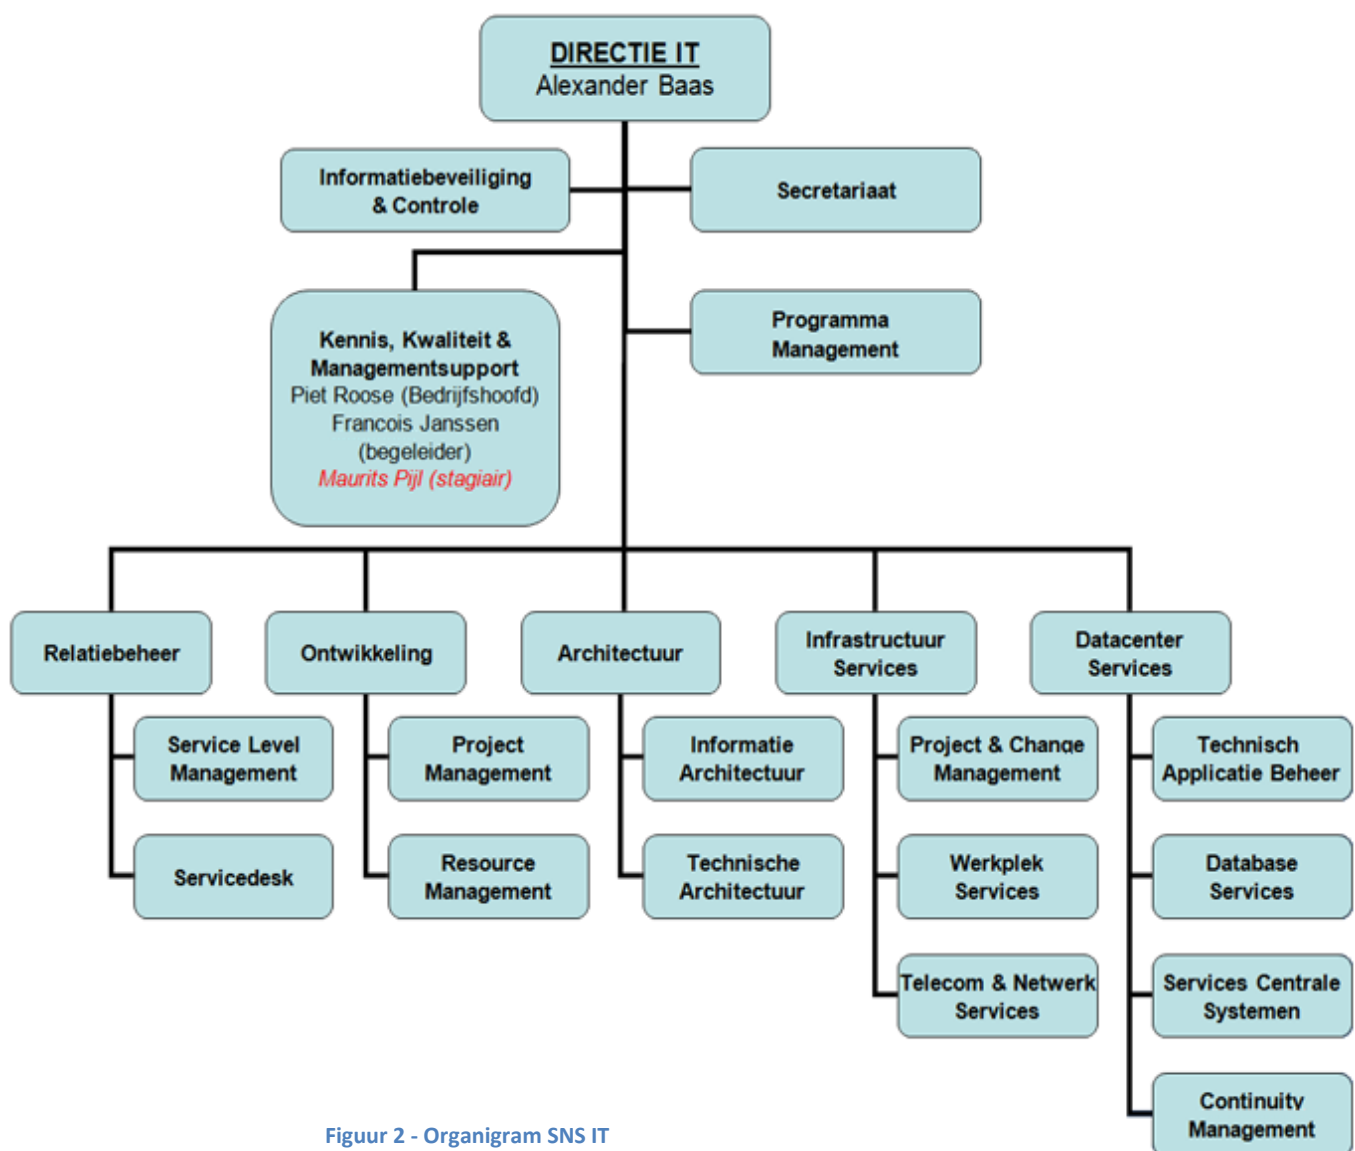 DIRECTIE IT
Alexander Baas
Informatiebeveiliging
& Controle
Secretariaat
Kennis, Kwaliteit &
Managementsupport
Piet Roose (Bedrijfshoofd)
Francois Janssen
(begeleider)
Maurits Pijl (stagiair)
Programma
Management
Relatiebeheer
Ontwikkeling
Architectuur
Infrastructuur
Services
Datacenter
Services
Service Level
Management
Project
Management
Informatie
Architectuur
Project & Change
Management
Technisch
Applicatie Beheer
Servicedesk
Resource
Management
Technische
Architectuur
Werkplek
Services
Database
Services
Telecom & Netwerk
Services
Services Centrale
Systemen
Continuity
Management
Figuur 2 - Organigram SNS IT